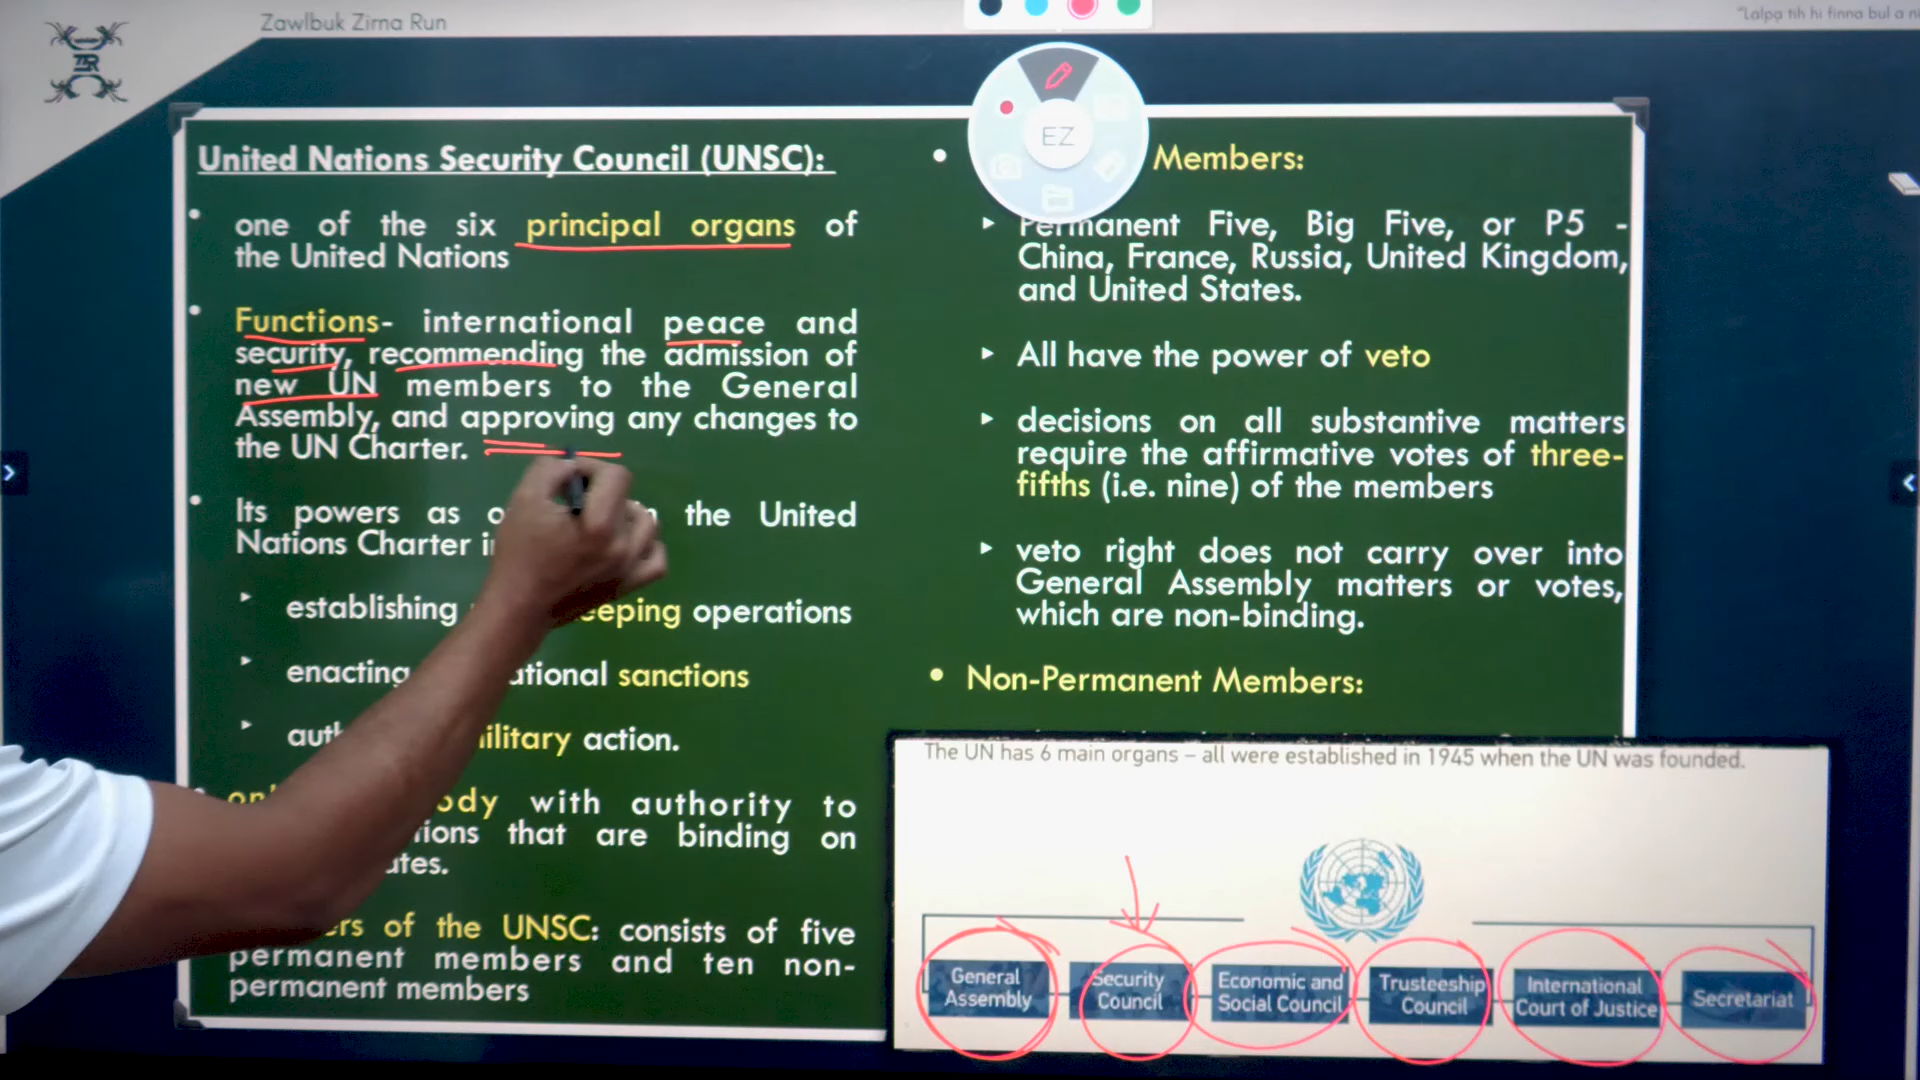 Zawlbuk Zirna Run
"Lalpa tih hi finna bul a ni
TLR
EZ
United Nations Security Council (UNSC):
• one of the six principal organs of
the United Nations
• Functions- international peace and
security, recommending the admission of
new UN members to the General
Assembly, and approving any changes to
the UN Charter.
• Its powers as the United
Nations Charter
establishing operations
enacting sanctions
action.
with authority to
that are binding on
of the UNSC: consists of five
permanent members and ten non-
permanent members
• Members:
Permanent Five, Big Five, or P5 -
China, France, Russia, United Kingdom,
and United States.
All have the power of veto
decisions on all substantive matters
require the affirmative votes of three-
fifths (i.e. nine) of the members
veto right does not carry over into
General Assembly matters or votes,
which are non-binding.
• Non-Permanent Members:
The UN has 6 main organs – all were established in 1945 when the UN was founded.
General
Assembly
Security
Council
Economic and
Social Council
Trusteeship
Council
International
Court of Justice
Secretariat